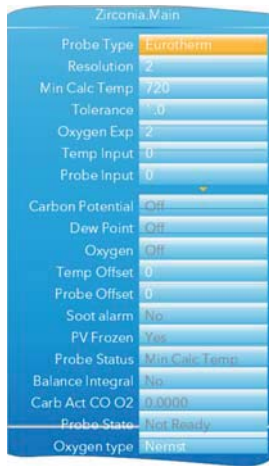 Zirconia.Main
Probe Type Eurotherm
Resolution 2
Min Calc Temp 720
Tolerance 1.0
Oxygen Exp 2
Temp Input 0
Probe Input 0
Carbon Potential Off
Dew Point Off
Oxygen Off
Temp Offset 0
Probe Offset 0
Soot alarm No
PV Frozen Yes
Probe Status Min Calc Temp
Balance Integral No
Carb Act CO O2 0.0000
Probe State Not Ready
Oxygen type Nernst